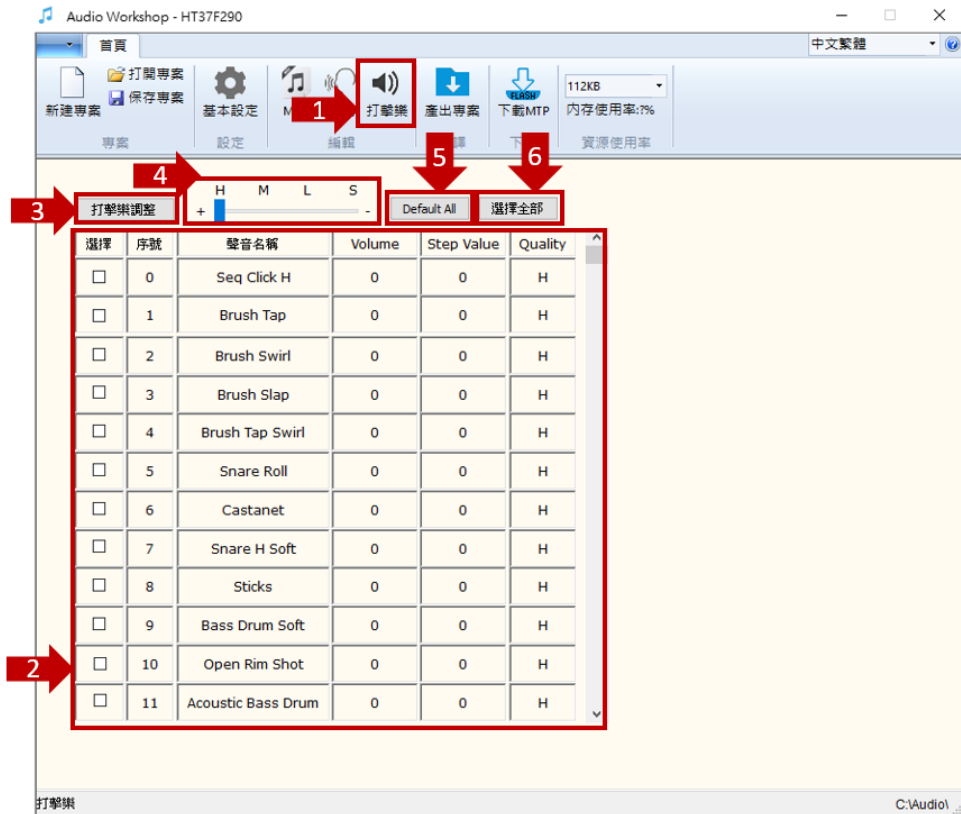 Audio Workshop - HT37F290
首頁
中文繁體
新建專案
打開專案
保存專案
基本設定
M
1
打擊樂
產出專案
FLASH
下載MTP
112KB
內存使用率:?%
專案
設定
編輯
譯
下
資源使用率
5
6
4
3
打擊樂調整
H M L S
+ -
Default All
選擇全部
選擇 序號 聲音名稱 Volume Step Value Quality
0 Seq Click H 0 0 H
1 Brush Tap 0 0 H
2 Brush Swirl 0 0 H
3 Brush Slap 0 0 H
4 Brush Tap Swirl 0 0 H
5 Snare Roll 0 0 H
6 Castanet 0 0 H
7 Snare H Soft 0 0 H
8 Sticks 0 0 H
9 Bass Drum Soft 0 0 H
2
10 Open Rim Shot 0 0 H
11 Acoustic Bass Drum 0 0 H
打擊樂
C:\Audio\